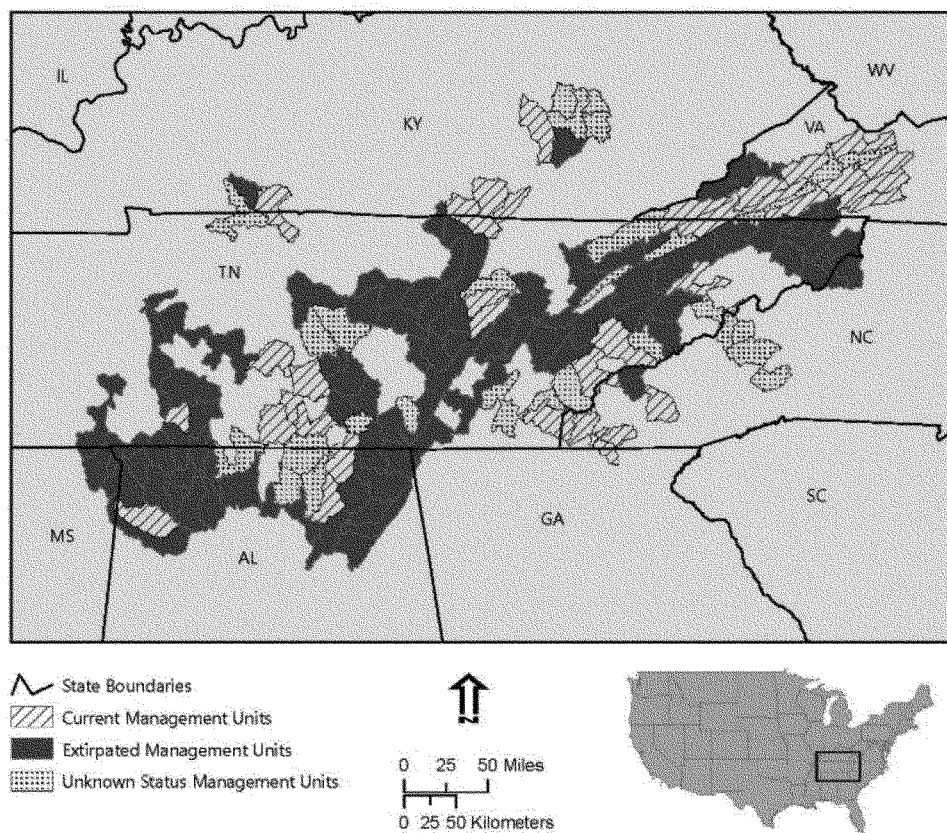 IL
WV
KY
VA
TN
NC
SC
MS
AL
GA
State Boundaries
Current Management Units
Extirpated Management Units
Unknown Status Management Units
N
0 25 50 Miles
0 25 50 Kilometers